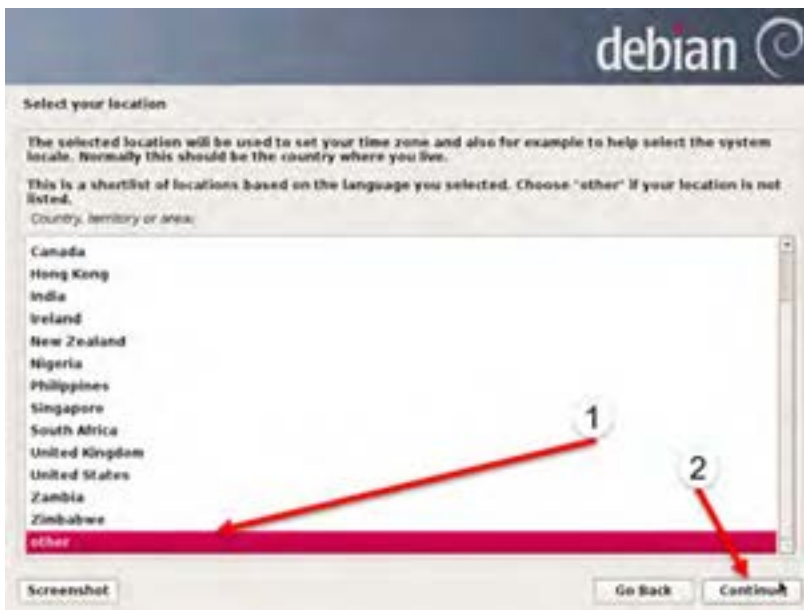 debian
Select your location
The selected location will be used to set your time zone and also for example to help select the system
locale. Normally this should be the country where you live.
This is a shortlist of locations based on the language you selected. Choose "other" if your location is not
listed.
Country, territory or area:
Canada
Hong Kong
India
Ireland
New Zealand
Nigeria
Philippines
Singapore
South Africa
United Kingdom
United States
Zambia
Zimbabwe
other
1
2
Screenshot
Go Back
Continue